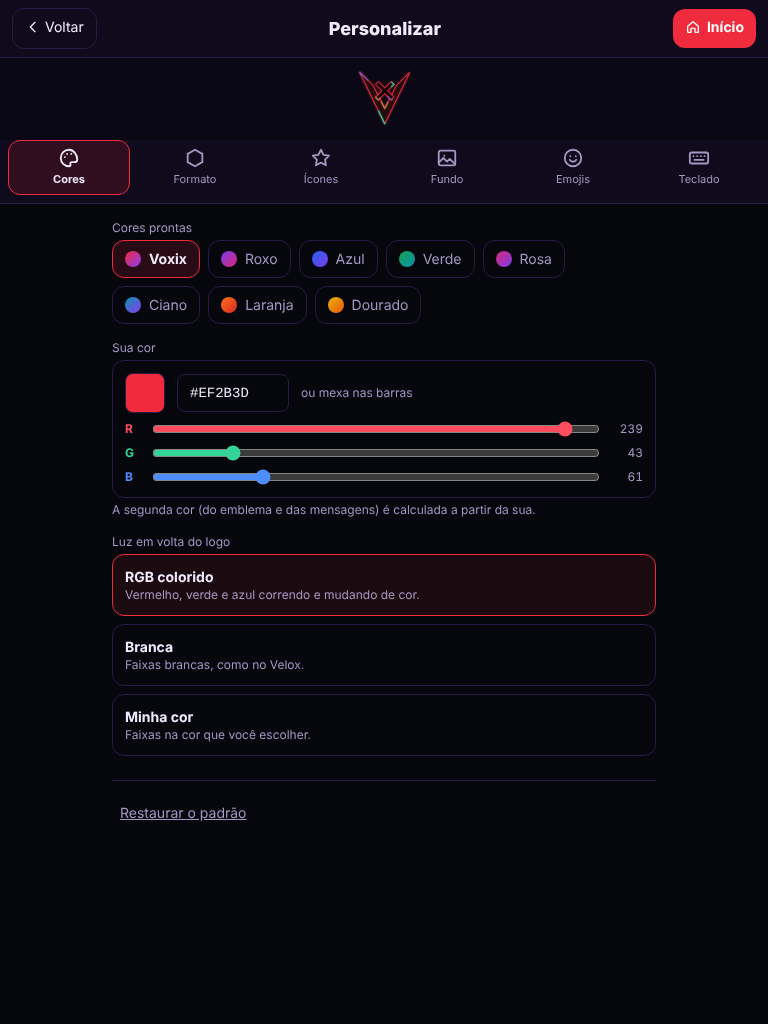 Voltar
Personalizar
Início
Cores
Formato
Ícones
Fundo
Emojis
Teclado
Cores prontas
Voxix
Roxo
Azul
Verde
Rosa
Ciano
Laranja
Dourado
Sua cor
#EF2B3D
ou mexa nas barras
R
239
G
43
B
61
A segunda cor (do emblema e das mensagens) é calculada a partir da sua.
Luz em volta do logo
RGB colorido
Vermelho, verde e azul correndo e mudando de cor.
Branca
Faixas brancas, como no Velox.
Minha cor
Faixas na cor que você escolher.
Restaurar o padrão